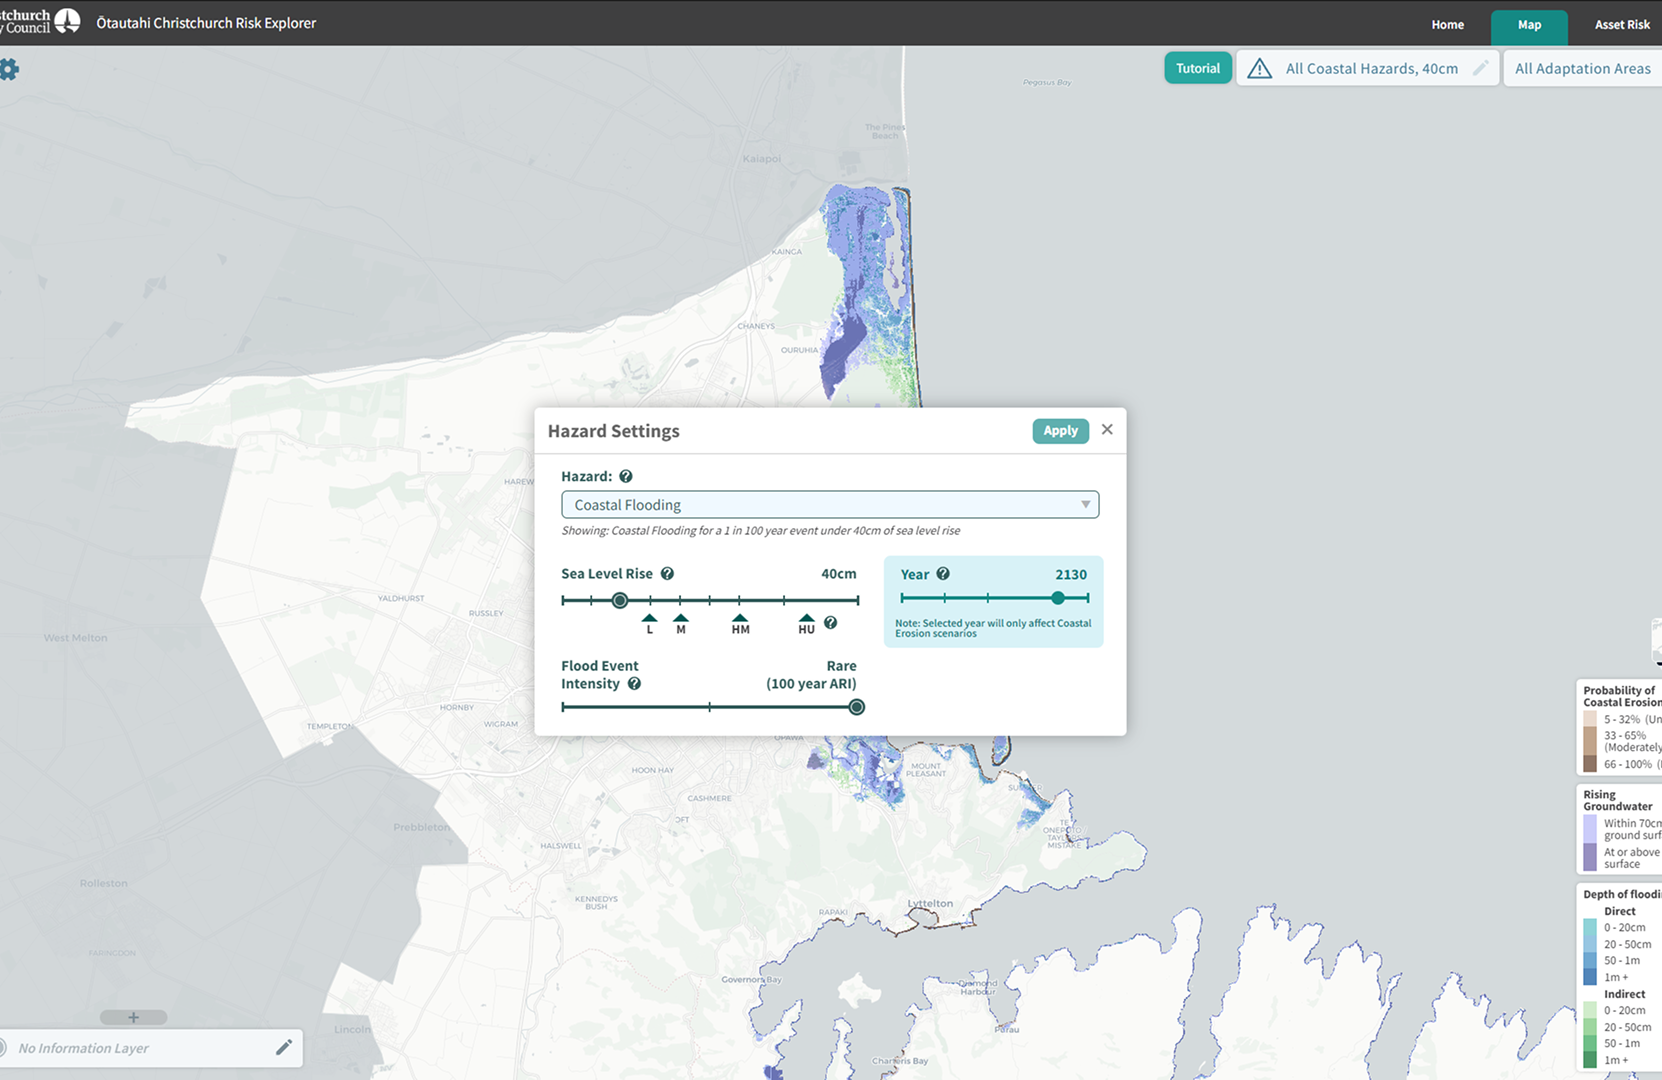 Ōtautahi Christchurch Risk Explorer
Home
Map
Asset Risk
Tutorial
All Coastal Hazards, 40cm
All Adaptation Areas
Pegasus Bay
The Pines
Beach
Kaiapoi
KAINGA
CHANEYS
OURUHIA
Hazard Settings
Apply
Hazard:
Coastal Flooding
Showing: Coastal Flooding for a 1 in 100 year event under 40cm of sea level rise
Sea Level Rise
40cm
L
M
HM
HU
Year
2130
Note: Selected year will only affect Coastal
Erosion scenarios
Flood Event
Intensity
Rare
(100 year ARI)
HAREW
YALDHURST
RUSSLEY
West Melton
HORNBY
WIGRAM
TEMPLETON
OPAWA
HOON HAY
MOUNT
PLEASANT
CASHMERE
SU
TE
ONEPOTO
TAYLOR
MISTAKE
OFT
Prebbleton
HALSWELL
Rolleston
KENNEDYS
BUSH
RAPAKI
Lyttelton
FARINGDON
Governors Bay
Diamond
Harbour
Purau
Lincoln
Charteris Bay
No Information Layer
Probability of
Coastal Erosion
5 - 32% (Un
33 - 65%
(Moderately
66 - 100% (
Rising
Groundwater
Within 70cm
ground surf
At or above
surface
Depth of floodi
Direct
0 - 20cm
20 - 50cm
50 - 1m
1m +
Indirect
0 - 20cm
20 - 50cm
50 - 1m
1m +